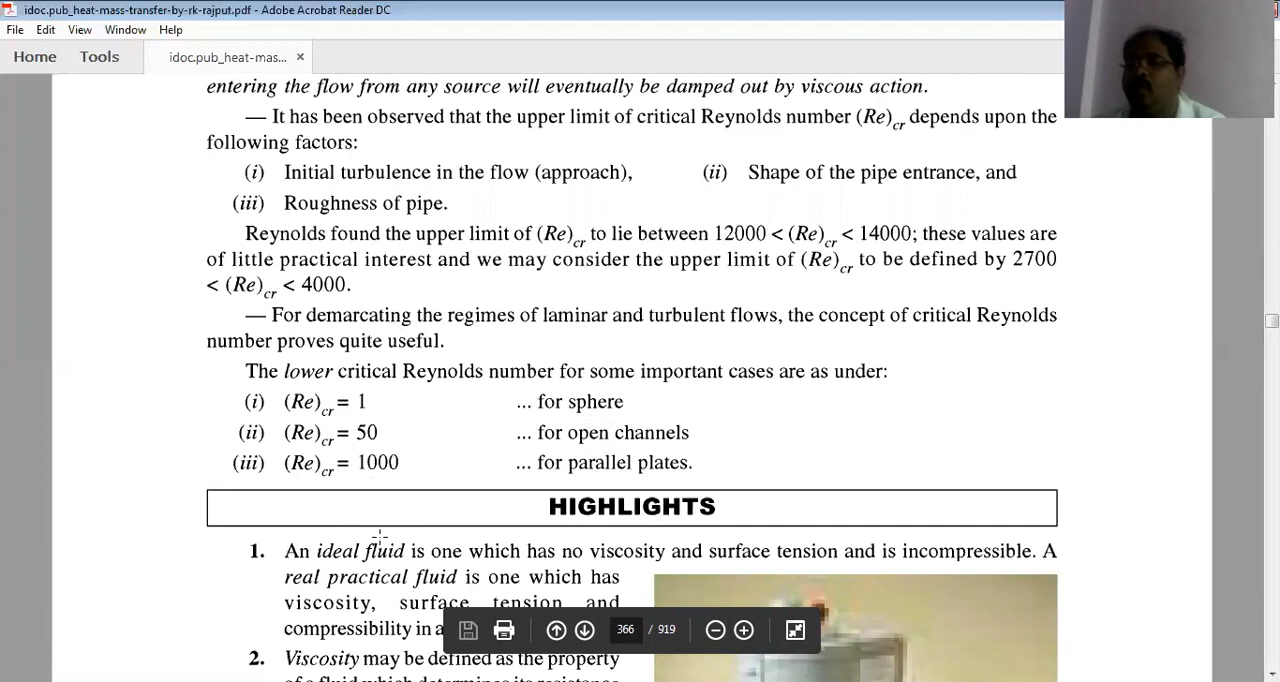 idoc.pub_heat-mass-transfer-by-rk-rajput.pdf - Adobe Acrobat Reader DC
File Edit View Window Help
Home Tools idoc.pub_heat-mas... ×
entering the flow from any source will eventually be damped out by viscous action.
— It has been observed that the upper limit of critical Reynolds number (Re)cr depends upon the
following factors:
(i) Initial turbulence in the flow (approach), (ii) Shape of the pipe entrance, and
(iii) Roughness of pipe.
Reynolds found the upper limit of (Re)cr to lie between 12000 < (Re)cr < 14000; these values are
of little practical interest and we may consider the upper limit of (Re)cr to be defined by 2700
< (Re)cr < 4000.
— For demarcating the regimes of laminar and turbulent flows, the concept of critical Reynolds
number proves quite useful.
The lower critical Reynolds number for some important cases are as under:
(i) (Re)cr = 1 ... for sphere
(ii) (Re)cr = 50 ... for open channels
(iii) (Re)cr = 1000 ... for parallel plates.
HIGHLIGHTS
1. An ideal fluid is one which has no viscosity and surface tension and is incompressible. A
real practical fluid is one which has
viscosity, surface tension and
compressibility in a
366 / 919
2. Viscosity may be defined as the property
of a fluid which determines its resistance